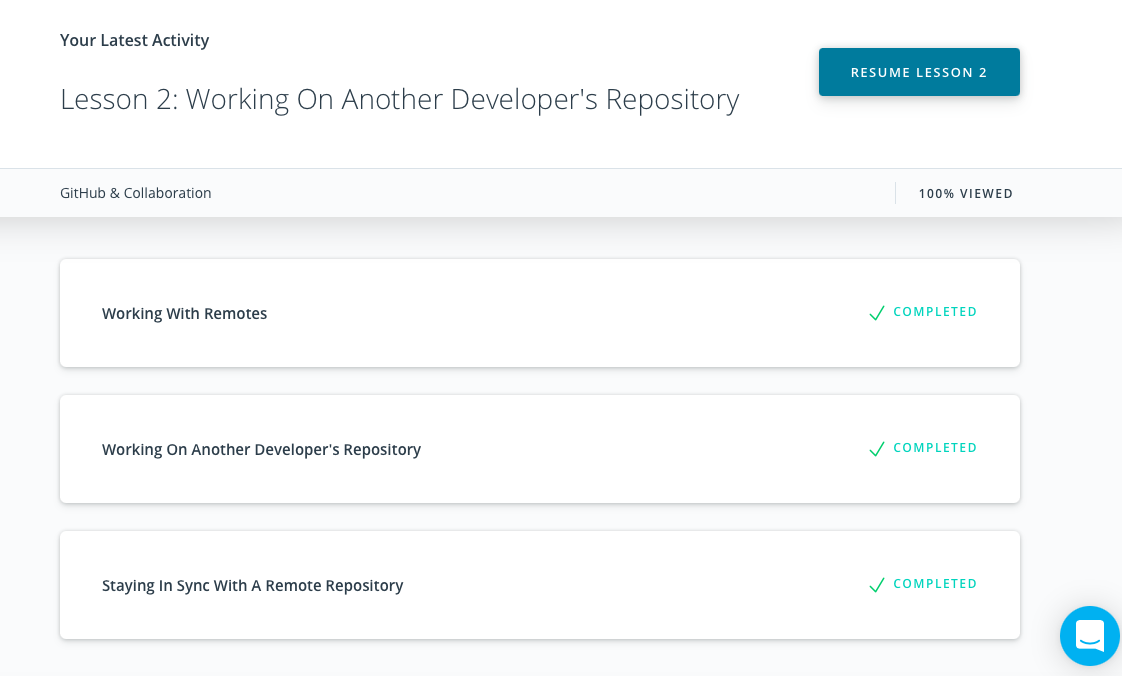 Your Latest Activity
RESUME LESSON 2
Lesson 2: Working On Another Developer's Repository
GitHub & Collaboration
100% VIEWED
Working With Remotes
COMPLETED
Working On Another Developer's Repository
COMPLETED
Staying In Sync With A Remote Repository
COMPLETED